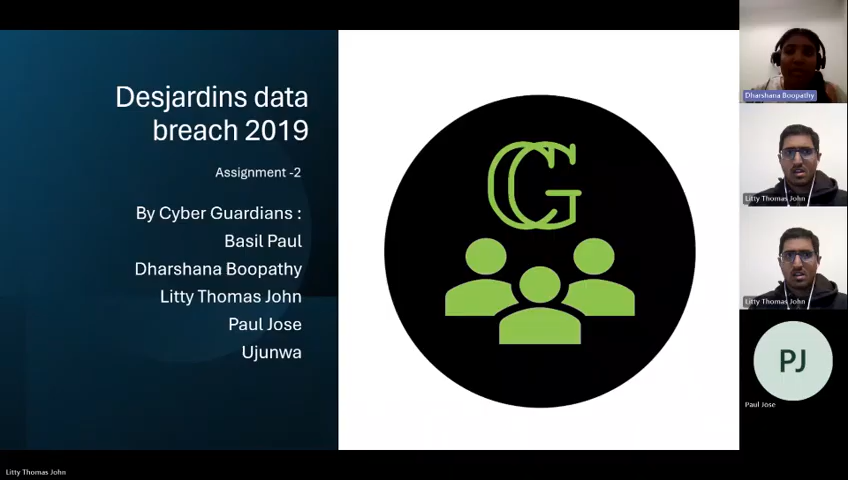 Desjardins data
breach 2019
Assignment -2
By Cyber Guardians :
Basil Paul
Dharshana Boopathy
Litty Thomas John
Paul Jose
Ujunwa
CG
Dharshana Boopathy
Litty Thomas John
Litty Thomas John
PJ
Paul Jose
Litty Thomas John